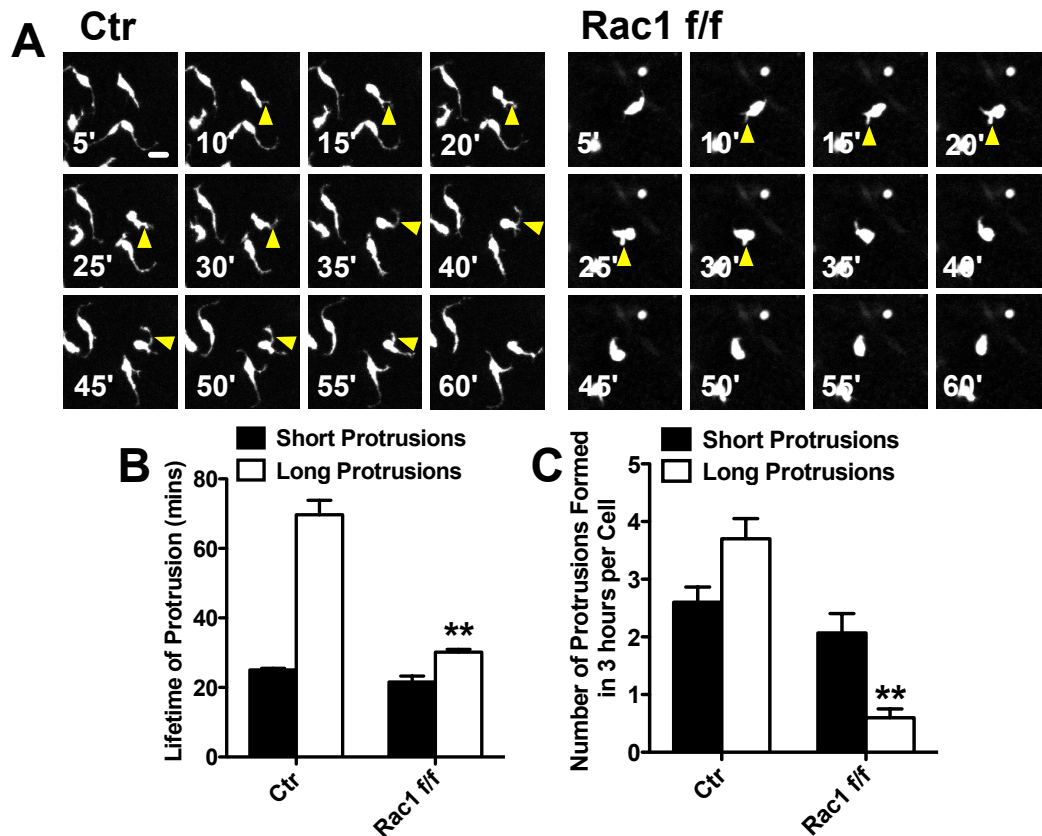 A
Ctr
Rac1 f/f
5'
10'
15'
20'
5'
10'
15'
20'
25'
30'
35'
40'
25'
30'
35'
40'
45'
50'
55'
60'
45'
50'
55'
60'
B
Short Protrusions
Long Protrusions
Lifetime of Protrusion (mins)
80
60
40
20
0
**
Ctr
Rac1 f/f
C
Short Protrusions
Long Protrusions
Number of Protrusions Formed
in 3 hours per Cell
5
4
3
2
1
0
**
Ctr
Rac1 f/f